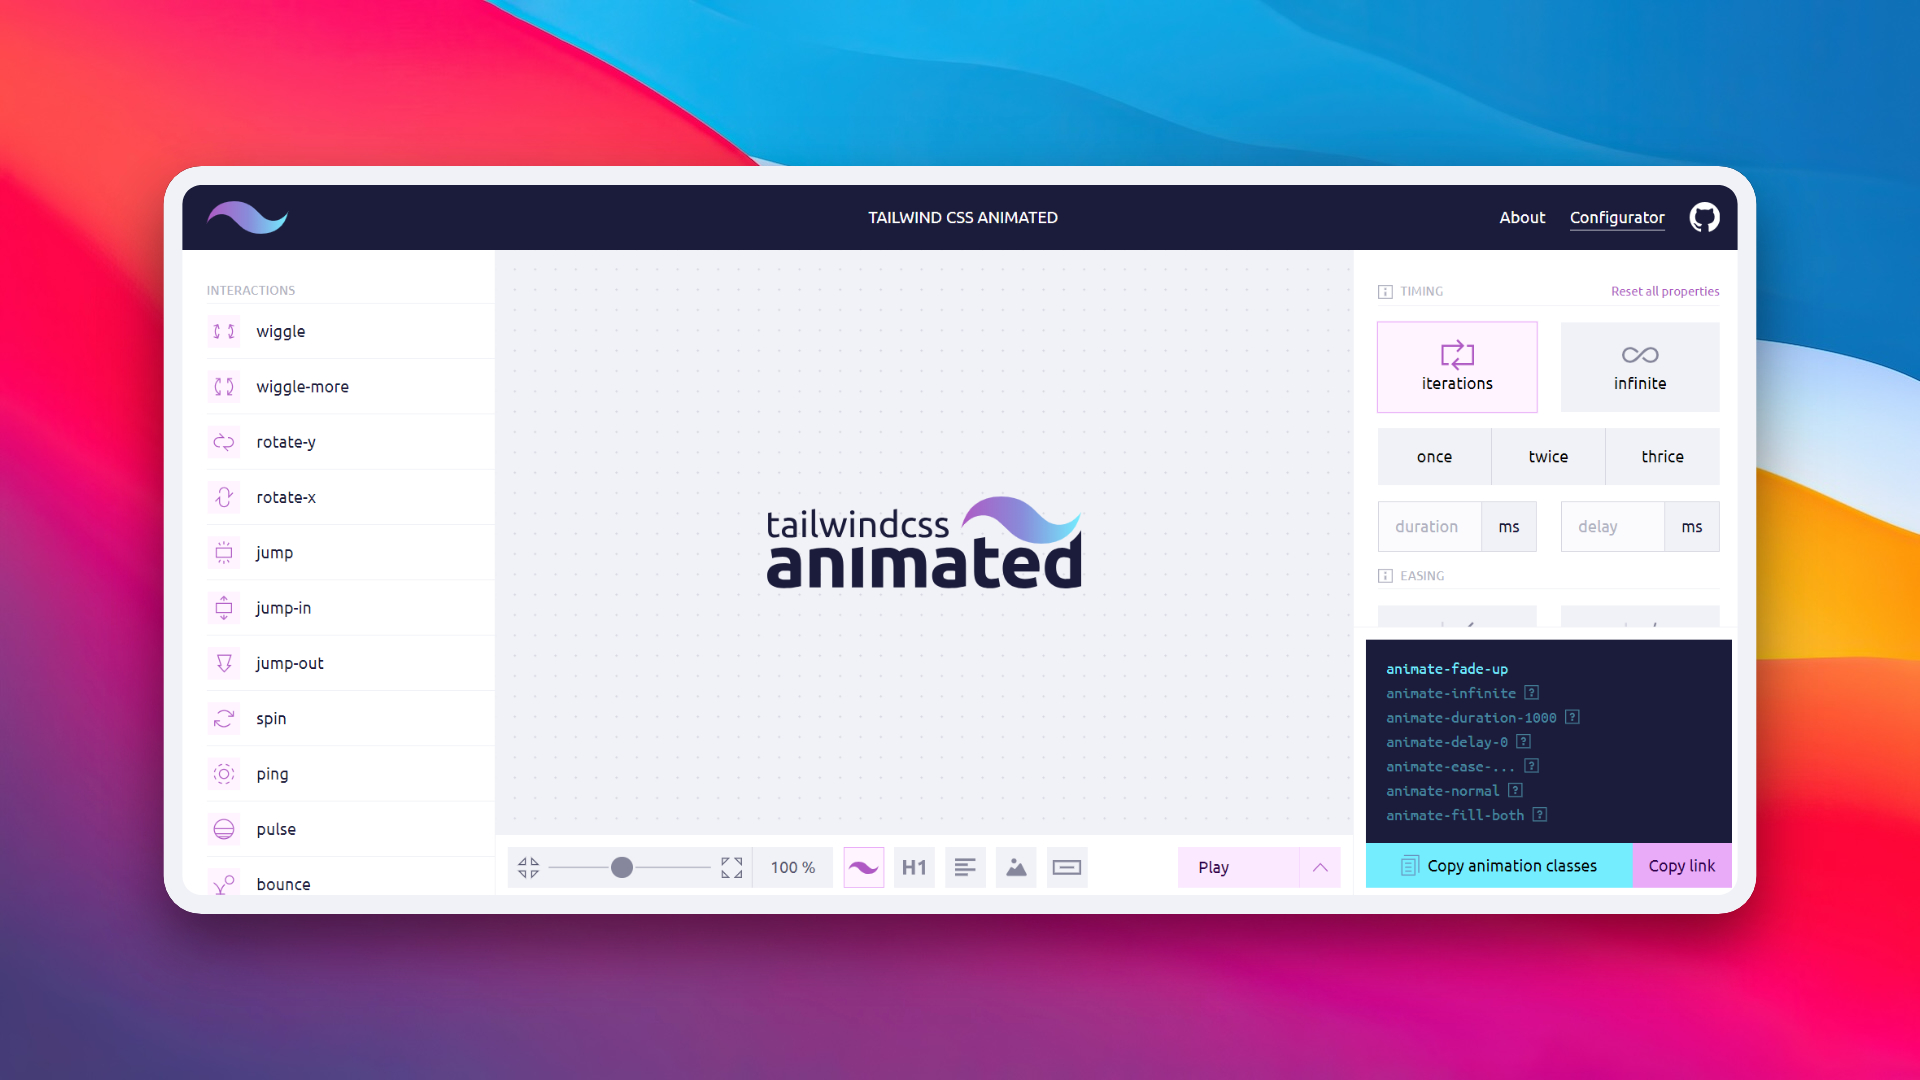 TAILWIND CSS ANIMATED
About
Configurator
INTERACTIONS
wiggle
wiggle-more
rotate-y
rotate-x
jump
jump-in
jump-out
spin
ping
pulse
bounce
tailwindcss
animated
100 %
H1
Play
TIMING
Reset all properties
iterations
infinite
once
twice
thrice
duration
ms
delay
ms
EASING
animate-fade-up
animate-infinite ?
animate-duration-1000 ?
animate-delay-0 ?
animate-ease-... ?
animate-normal ?
animate-fill-both ?
Copy animation classes
Copy link